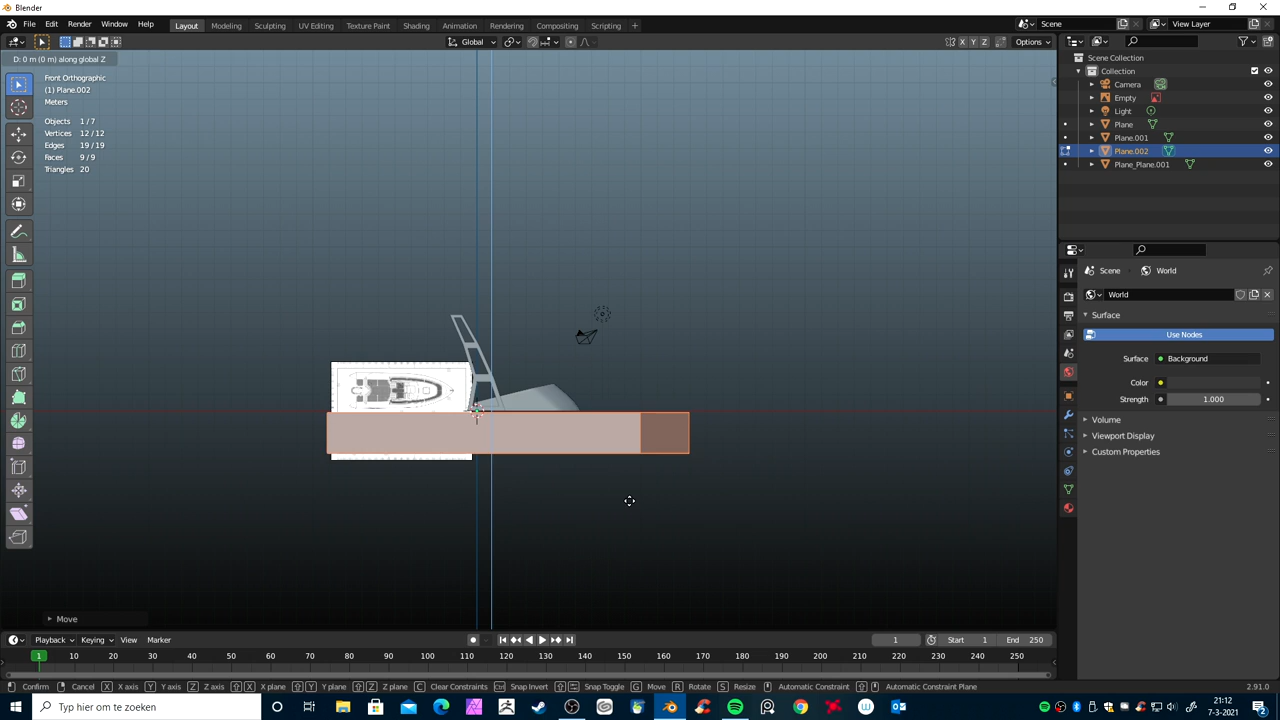 Blender
File Edit Render Window Help Layout Modeling Sculpting UV Editing Texture Paint Shading Animation Rendering Compositing Scripting + Scene View Layer
Global X Y Z Options
D: 0 m (0 m) along global Z
Front Orthographic
(1) Plane.002
Meters
Objects 1/7
Vertices 12/12
Edges 19/19
Faces 9/9
Triangles 20
Scene Collection
Collection
Camera
Empty
Light
Plane
Plane.001
Plane.002
Plane_Plane.001
Scene World
World
Surface
Use Nodes
Surface Background
Color
Strength 1.000
Volume
Viewport Display
Custom Properties
Move
Playback Keying View Marker 1 Start 1 End 250
1 10 20 30 40 50 60 70 80 90 100 110 120 130 140 150 160 170 180 190 200 210 220 230 240 250
Confirm Cancel X X axis Y Y axis Z Z axis X X plane Y Y plane Z Z plane C Clear Constraints Ctrl Snap Invert Snap Toggle G Move R Rotate S Resize Automatic Constraint Automatic Constraint Plane 2.91.0
Typ hier om te zoeken
21:12
7-3-2021